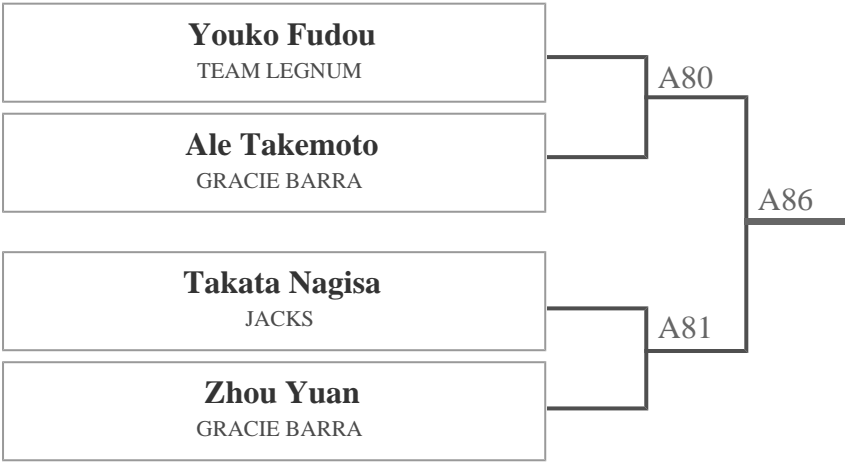 Youko Fudou
TEAM LEGNUM
A80
Ale Takemoto
GRACIE BARRA
A86
Takata Nagisa
JACKS
A81
Zhou Yuan
GRACIE BARRA